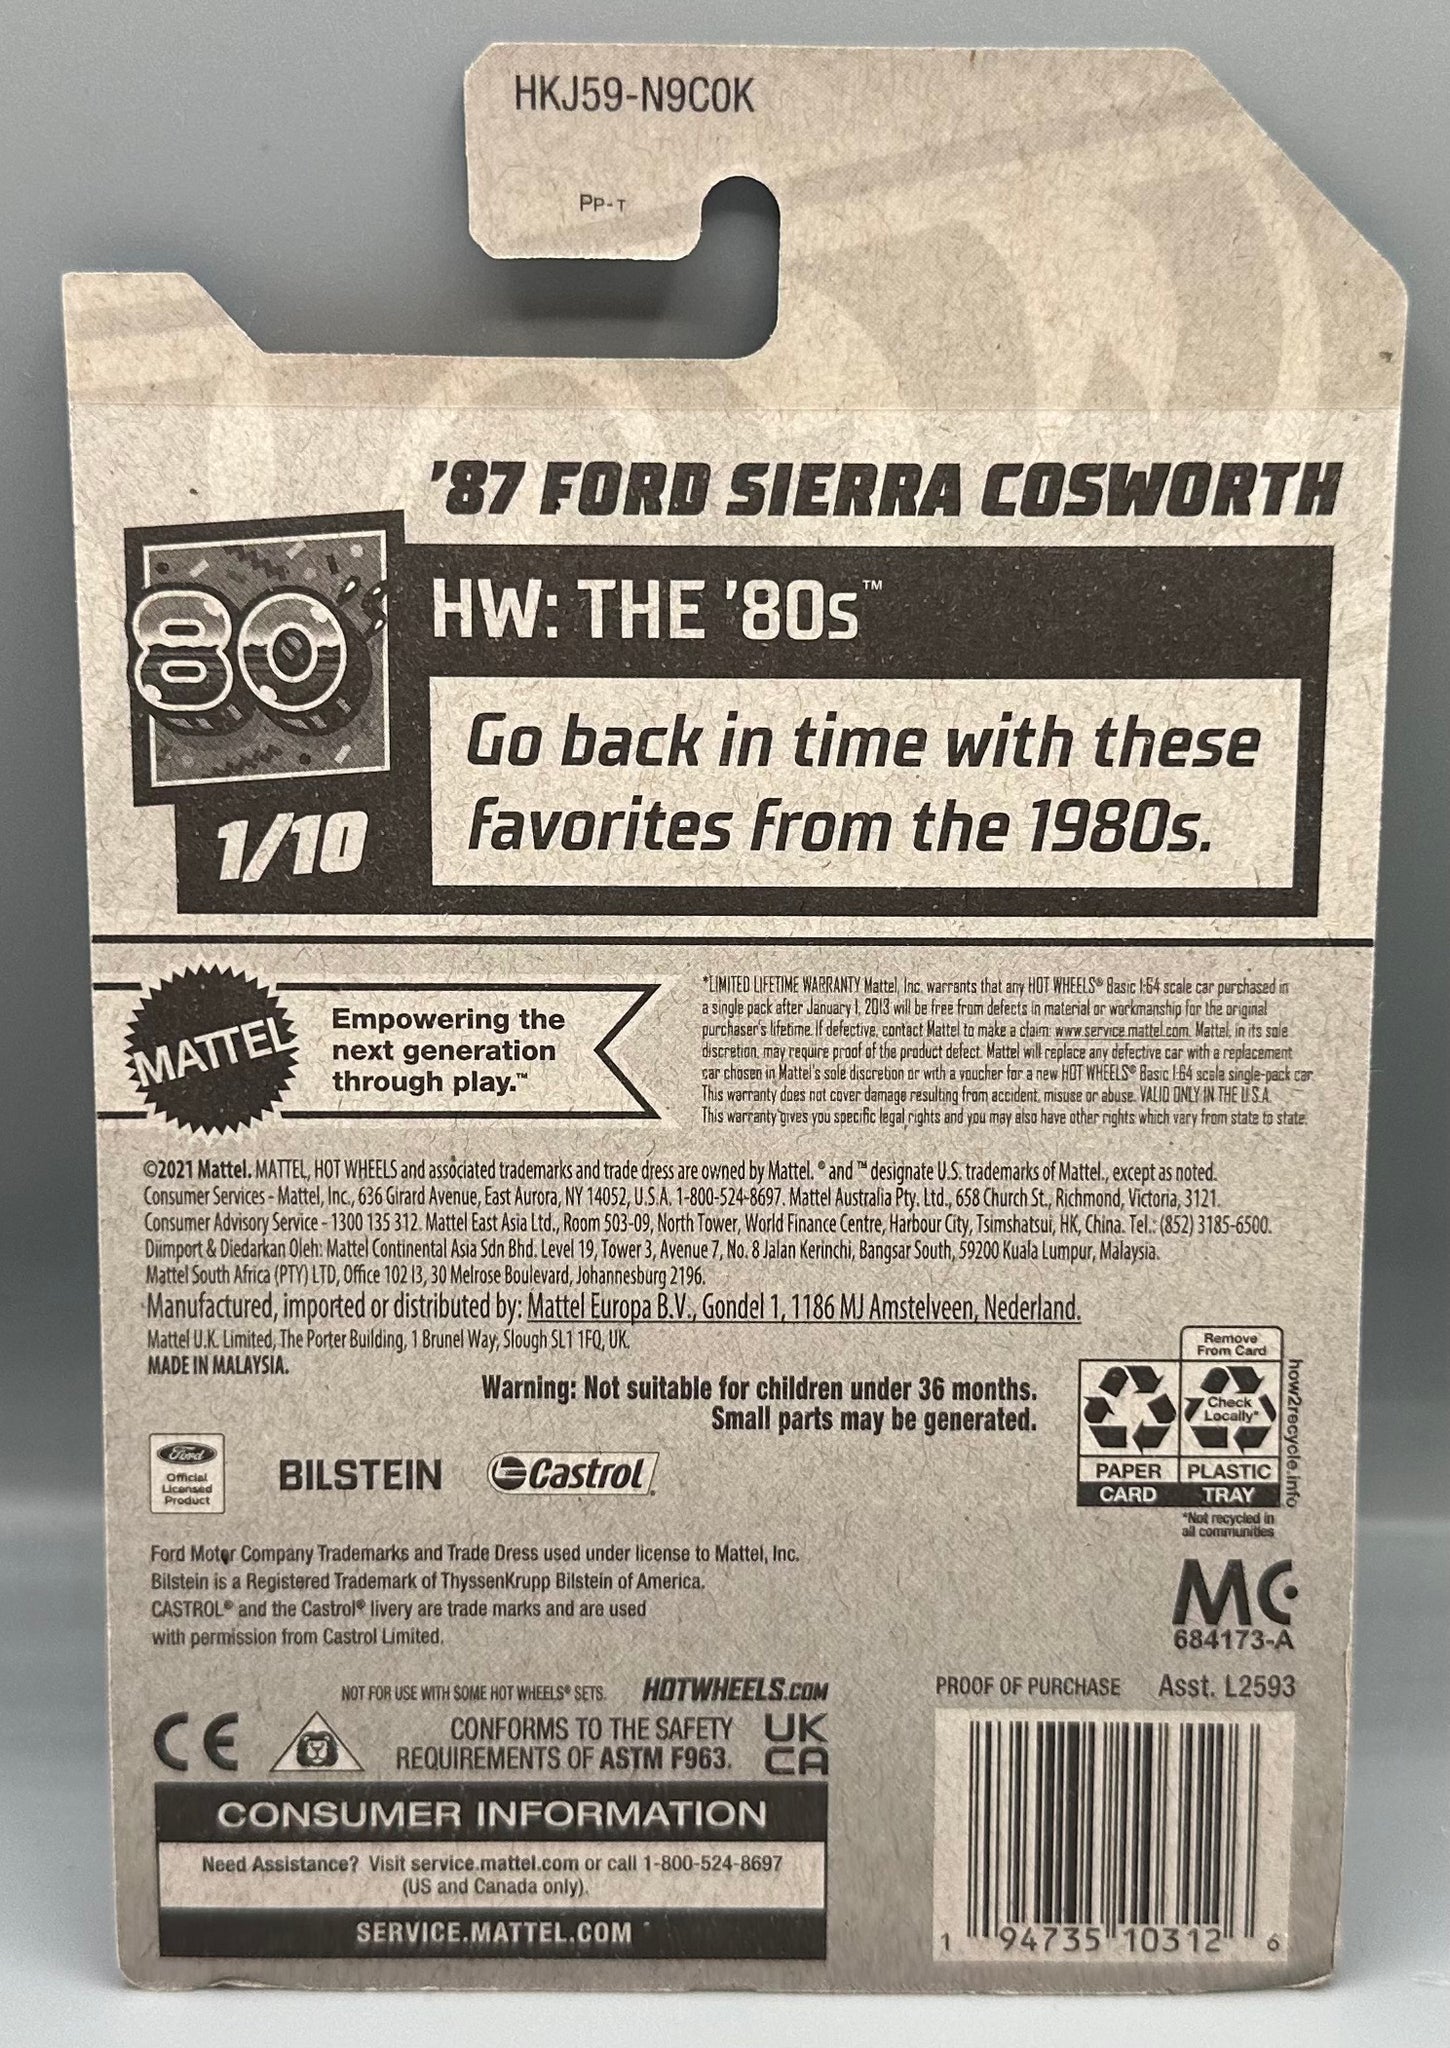 HKJ59-N9C0K
PP-T
'87 FORD SIERRA COSWORTH
80's
HW: THE '80s™
Go back in time with these
favorites from the 1980s.
1/10
MATTEL
Empowering the
next generation
through play.™
*LIMITED LIFETIME WARRANTY Mattel, Inc. warrants that any HOT WHEELS® Basic 1:64 scale car purchased in
a single pack after January 1, 2013 will be free from defects in material or workmanship for the original
purchaser's lifetime. If defective, contact Mattel to make a claim: www.service.mattel.com. Mattel, in its sole
discretion, may require proof of the product defect. Mattel will replace any defective car with a replacement
car chosen in Mattel's sole discretion or with a voucher for a new HOT WHEELS® Basic 1:64 scale single-pack car.
This warranty does not cover damage resulting from accident, misuse or abuse. VALID ONLY IN THE U.S.A.
This warranty gives you specific legal rights and you may also have other rights which vary from state to state.
©2021 Mattel. MATTEL, HOT WHEELS and associated trademarks and trade dress are owned by Mattel. ® and ™ designate U.S. trademarks of Mattel., except as noted.
Consumer Services - Mattel, Inc., 636 Girard Avenue, East Aurora, NY 14052, U.S.A. 1-800-524-8697. Mattel Australia Pty. Ltd., 658 Church St., Richmond, Victoria, 3121.
Consumer Advisory Service - 1300 135 312. Mattel East Asia Ltd., Room 503-09, North Tower, World Finance Centre, Harbour City, Tsimshatsui, HK, China. Tel.: (852) 3185-6500.
Diimport & Diedarkan Oleh: Mattel Continental Asia Sdn Bhd. Level 19, Tower 3, Avenue 7, No. 8 Jalan Kerinchi, Bangsar South, 59200 Kuala Lumpur, Malaysia.
Mattel South Africa (PTY) LTD, Office 102 I3, 30 Melrose Boulevard, Johannesburg 2196.
Manufactured, imported or distributed by: Mattel Europa B.V., Gondel 1, 1186 MJ Amstelveen, Nederland.
Mattel U.K. Limited, The Porter Building, 1 Brunel Way, Slough SL1 1FQ, UK.
MADE IN MALAYSIA.
Warning: Not suitable for children under 36 months.
Small parts may be generated.
Remove
From Card
Check
Locally*
PAPER
CARD
PLASTIC
TRAY
how2recycle.info
*Not recycled in
all communities
Ford
Official
Licensed
Product
BILSTEIN
Castrol
Ford Motor Company Trademarks and Trade Dress used under license to Mattel, Inc.
Bilstein is a Registered Trademark of ThyssenKrupp Bilstein of America.
CASTROL® and the Castrol® livery are trade marks and are used
with permission from Castrol Limited.
MC
684173-A
NOT FOR USE WITH SOME HOT WHEELS® SETS.
HOTWHEELS.COM
PROOF OF PURCHASE Asst. L2593
CE
CONFORMS TO THE SAFETY
REQUIREMENTS OF ASTM F963.
UK
CA
CONSUMER INFORMATION
Need Assistance? Visit service.mattel.com or call 1-800-524-8697
(US and Canada only).
SERVICE.MATTEL.COM
1 94735 10312 6